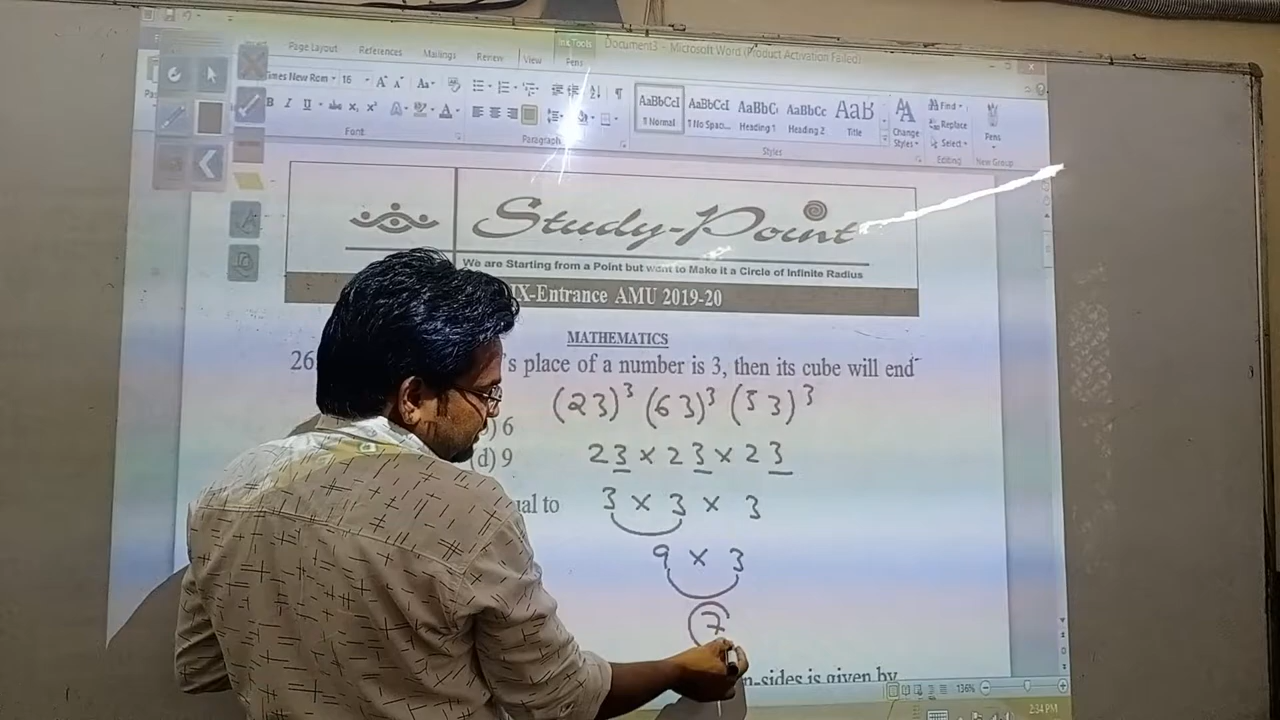 Document3 - Microsoft Word (Product Activation Failed)
Ink Tools
Page Layout References Mailings Review View Pens
Times New Rom 16
AaBbCcI AaBbCcI AaBbC AaBbCc AaB
¶ Normal ¶ No Spaci... Heading 1 Heading 2 Title
Change Styles
Find
Replace
Select
Pens
Font Paragraph Styles Editing New Group
Study-Point
We are Starting from a Point but want to Make it a Circle of Infinite Radius
IX-Entrance AMU 2019-20
MATHEMATICS
26 's place of a number is 3, then its cube will end
(23)³ (63)³ (53)³
) 6
(d) 9
23 × 23 × 23
ual to
3 × 3 × 3
9 × 3
7
n-sides is given by
136%
2:34 PM